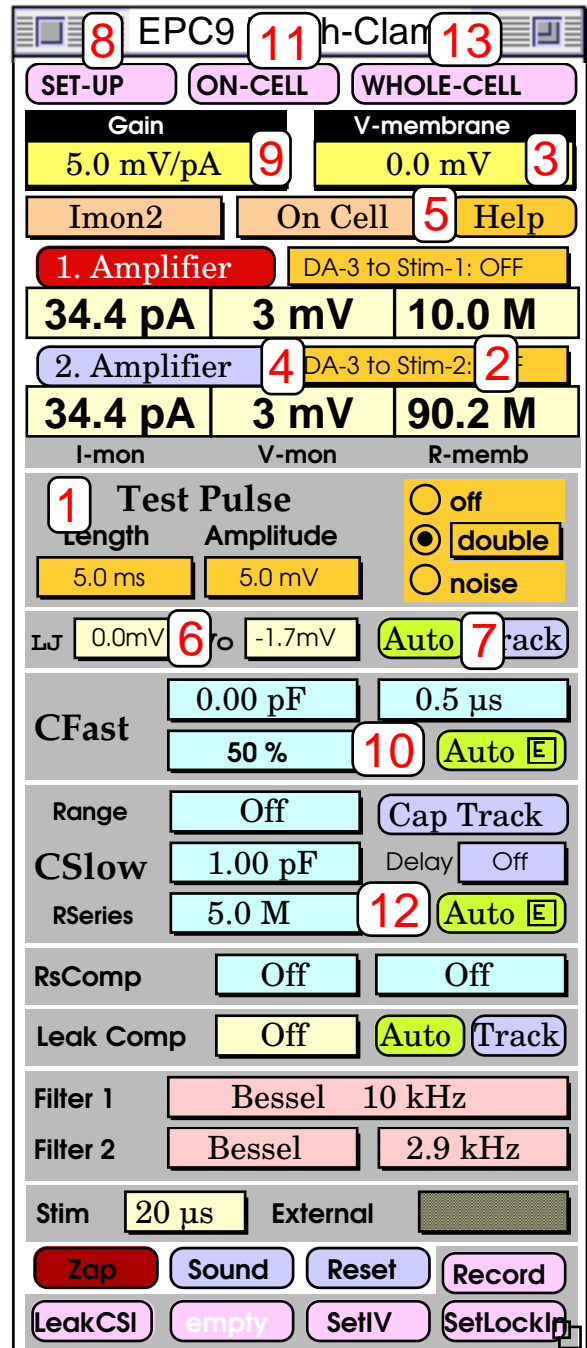 8 EPC9 11 h-Clam 13
SET-UP ON-CELL WHOLE-CELL
Gain V-membrane
5.0 mV/pA 9 0.0 mV 3
Imon2 On Cell 5 Help
1. Amplifier DA-3 to Stim-1: OFF
34.4 pA 3 mV 10.0 M
2. Amplifier 4 DA-3 to Stim-2: 2
34.4 pA 3 mV 90.2 M
I-mon V-mon R-memb
1 Test Pulse off
Length Amplitude double
5.0 ms 5.0 mV noise
LJ 0.0mV 6 -1.7mV Auto 7 rack
0.00 pF 0.5 µs
CFast
50 % 10 Auto E
Range Off Cap Track
CSlow 1.00 pF Delay Off
RSeries 5.0 M 12 Auto E
RsComp Off Off
Leak Comp Off Auto Track
Filter 1 Bessel 10 kHz
Filter 2 Bessel 2.9 kHz
Stim 20 µs External
Zap Sound Reset Record
LeakCSl empty SetIV SetLockIn